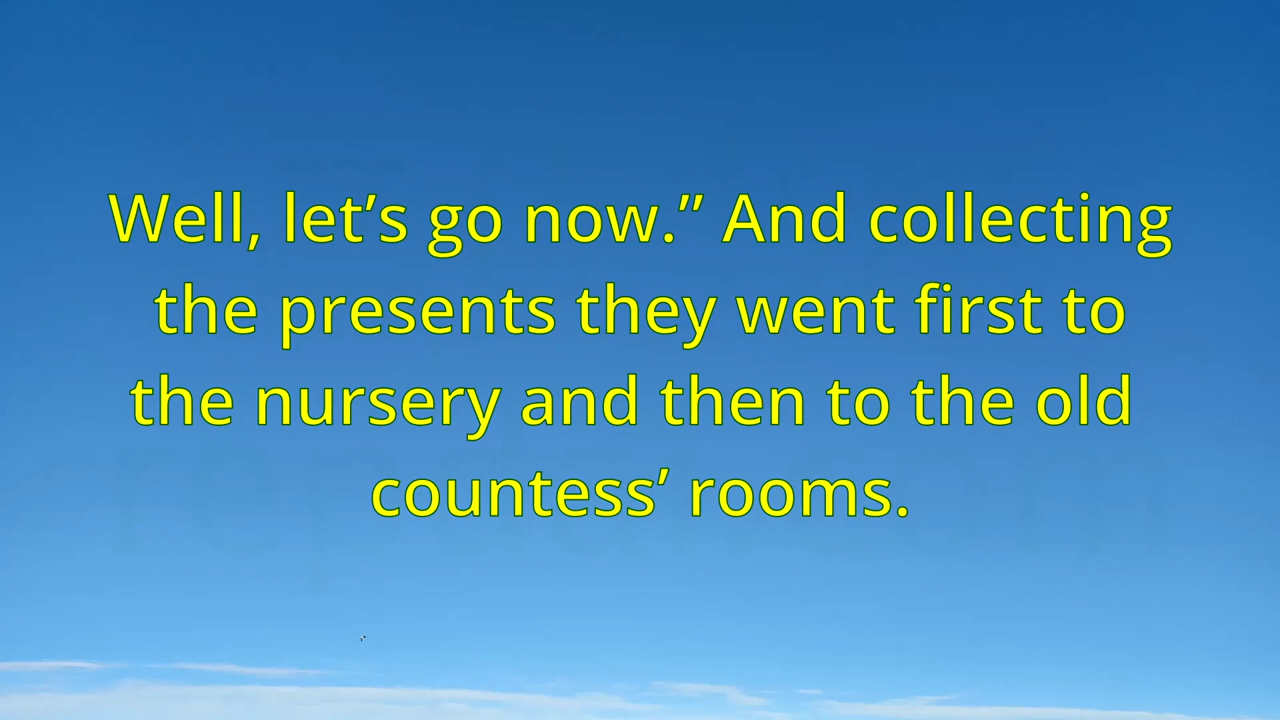 Well, let’s go now.” And collecting
the presents they went first to
the nursery and then to the old
countess’ rooms.